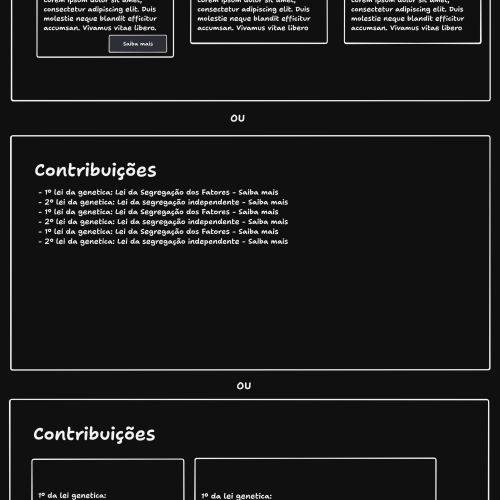 Lorem ipsum dolor sit amet,
consectetur adipiscing elit. Duis
molestie neque blandit efficitur
accumsan. Vivamus vitae libero.
Saiba mais
Lorem ipsum dolor sit amet,
consectetur adipiscing elit. Duis
molestie neque blandit efficitur
accumsan. Vivamus vitae libero
Lorem ipsum dolor sit amet,
consectetur adipiscing elit. Duis
molestie neque blandit efficitur
accumsan. Vivamus vitae libero
OU
Contribuições
- 1º lei da genetica: Lei da Segregação dos Fatores - Saiba mais
- 2º lei da genetica: Lei da segregação independente - Saiba mais
- 1º lei da genetica: Lei da Segregação dos Fatores - Saiba mais
- 2º lei da genetica: Lei da segregação independente - Saiba mais
- 1º lei da genetica: Lei da Segregação dos Fatores - Saiba mais
- 2º lei da genetica: Lei da segregação independente - Saiba mais
OU
Contribuições
1º da lei genetica:
1º da lei genetica: